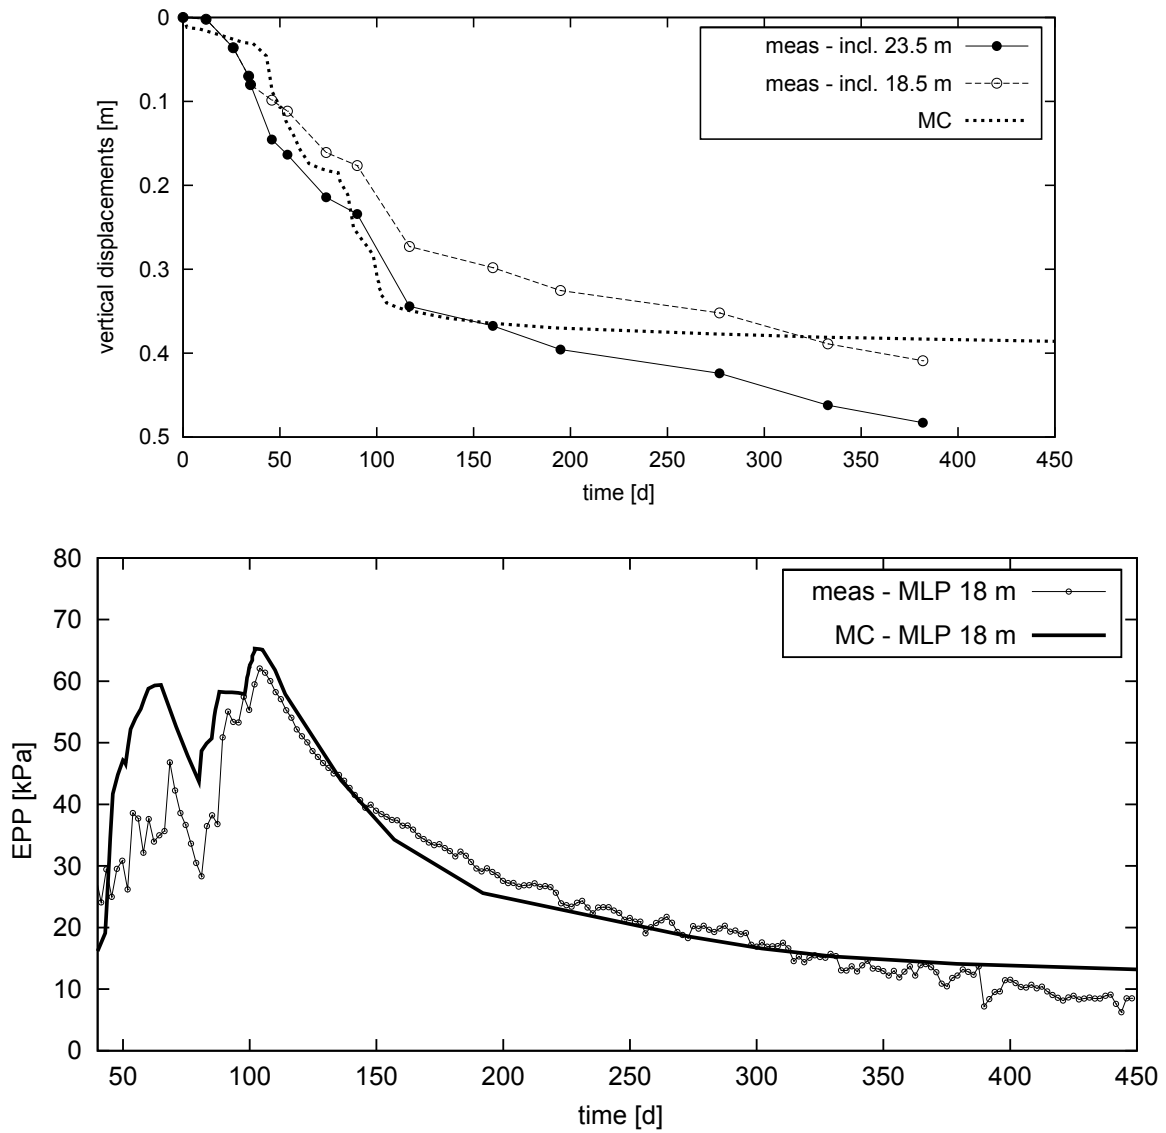 0
0.1
0.2
0.3
0.4
0.5
vertical displacements [m]
meas - incl. 23.5 m
meas - incl. 18.5 m
MC
0 50 100 150 200 250 300 350 400 450
time [d]
80
70
60
50
40
30
20
10
0
EPP [kPa]
meas - MLP 18 m
MC - MLP 18 m
50 100 150 200 250 300 350 400 450
time [d]